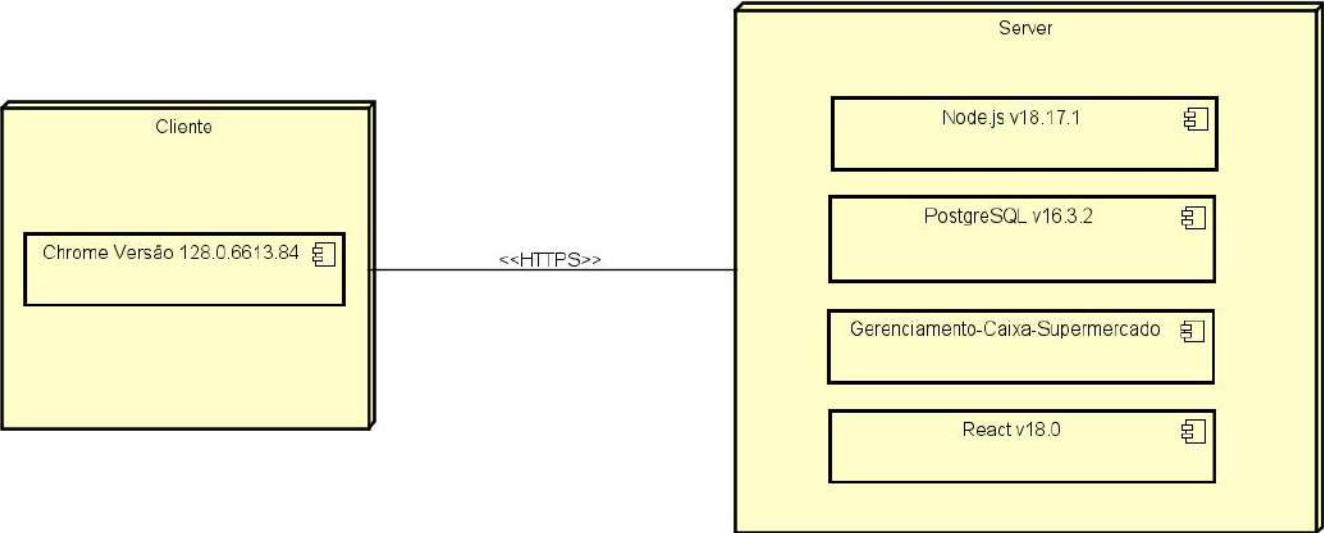 Server
Node.js v18.17.1
Cliente
PostgreSQL v16.3.2
Chrome Versão 128.0.6613.84
<<HTTPS>>
Gerenciamento-Caixa-Supermercado
React v18.0